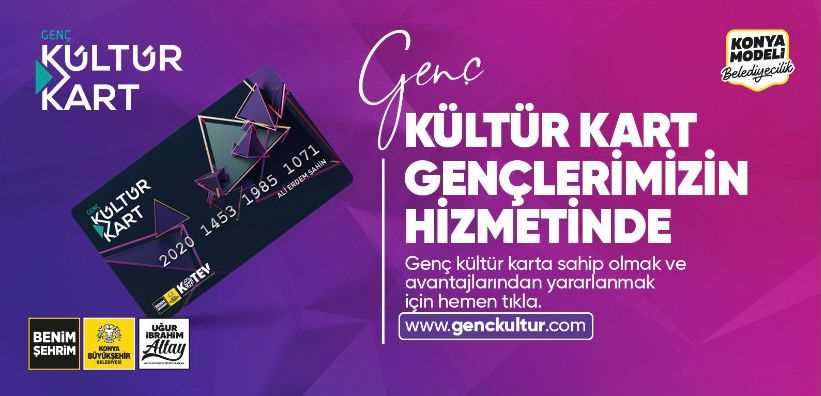 GENÇ
KÜLTÜR
KART
KONYA
MODELİ
Belediyecilik
Genç
KÜLTÜR KART
GENÇLERİMİZİN
HİZMETİNDE
Genç kültür karta sahip olmak ve
avantajlarından yararlanmak
için hemen tıkla.
www.genckultur.com
GENÇ
KÜLTÜR
KART
2020 1453 1985 1071
ALİ ERDEM ŞAHİN
KOTEV
BENİM
ŞEHRİM
KONYA
BÜYÜKŞEHİR
BELEDİYESİ
UĞUR
İBRAHİM
Altay